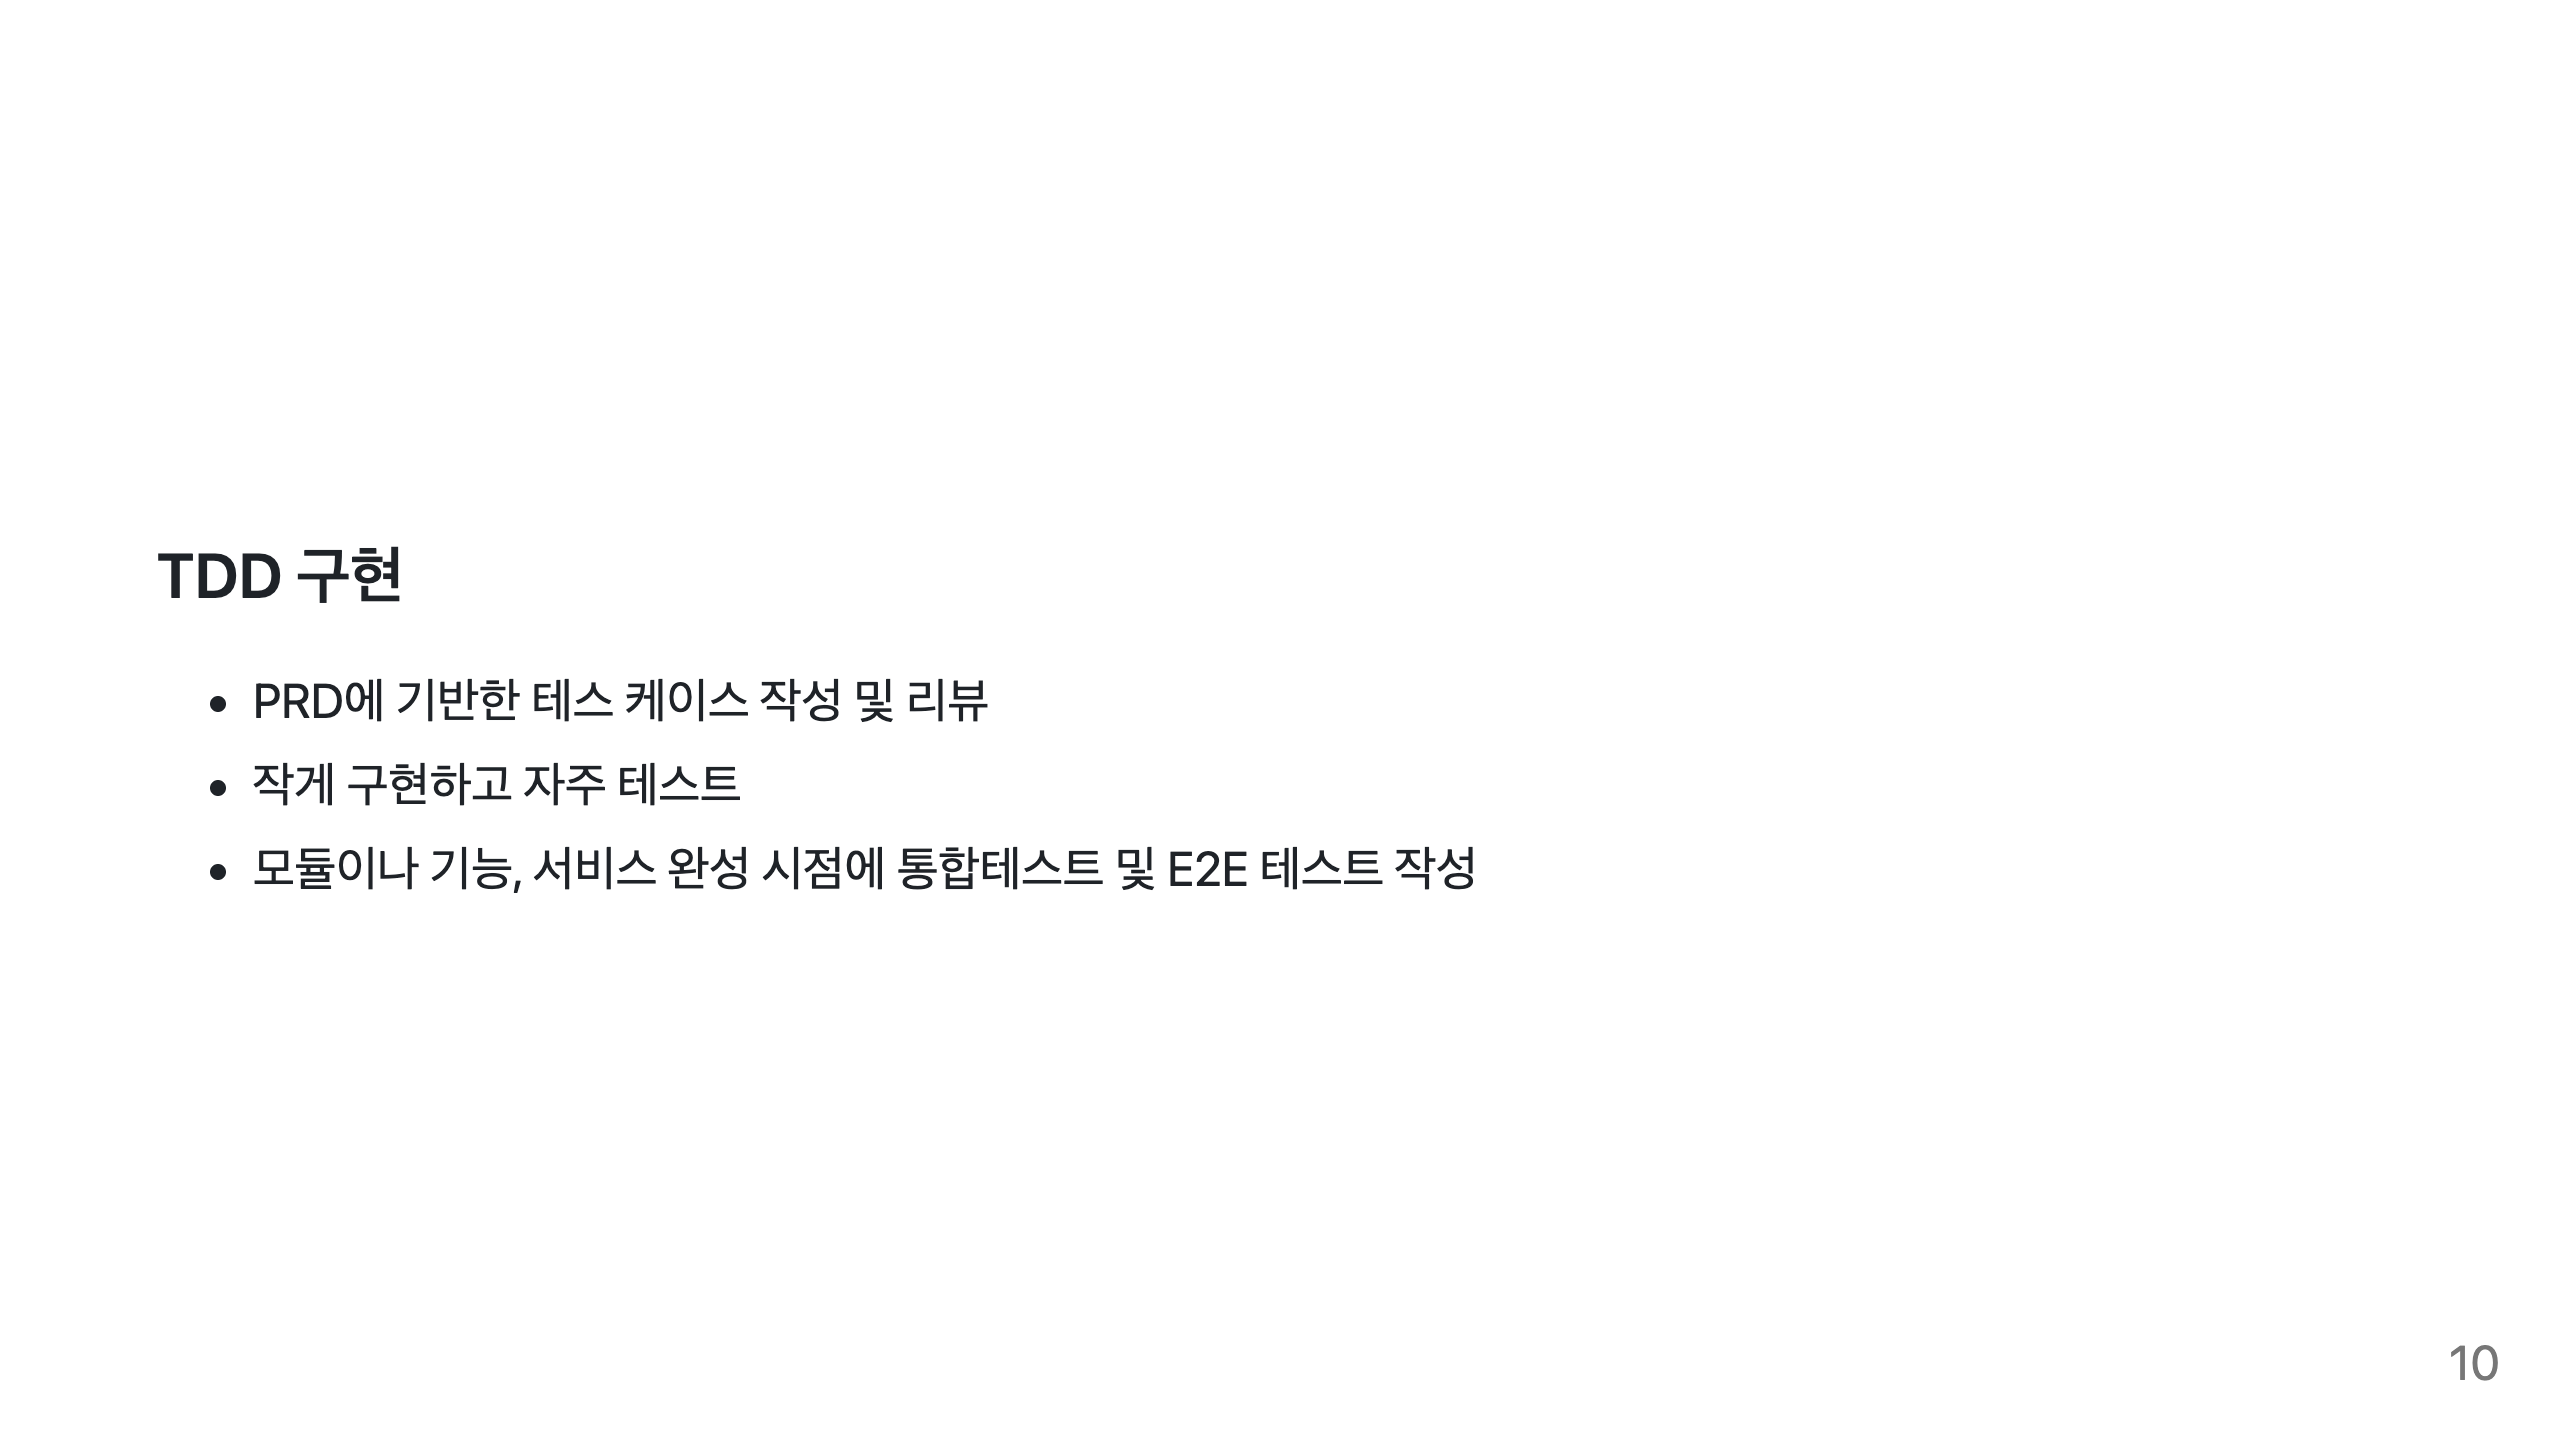 TDD 구현
• PRD에 기반한 테스 케이스 작성 및 리뷰
• 작게 구현하고 자주 테스트
• 모듈이나 기능, 서비스 완성 시점에 통합테스트 및 E2E 테스트 작성
10